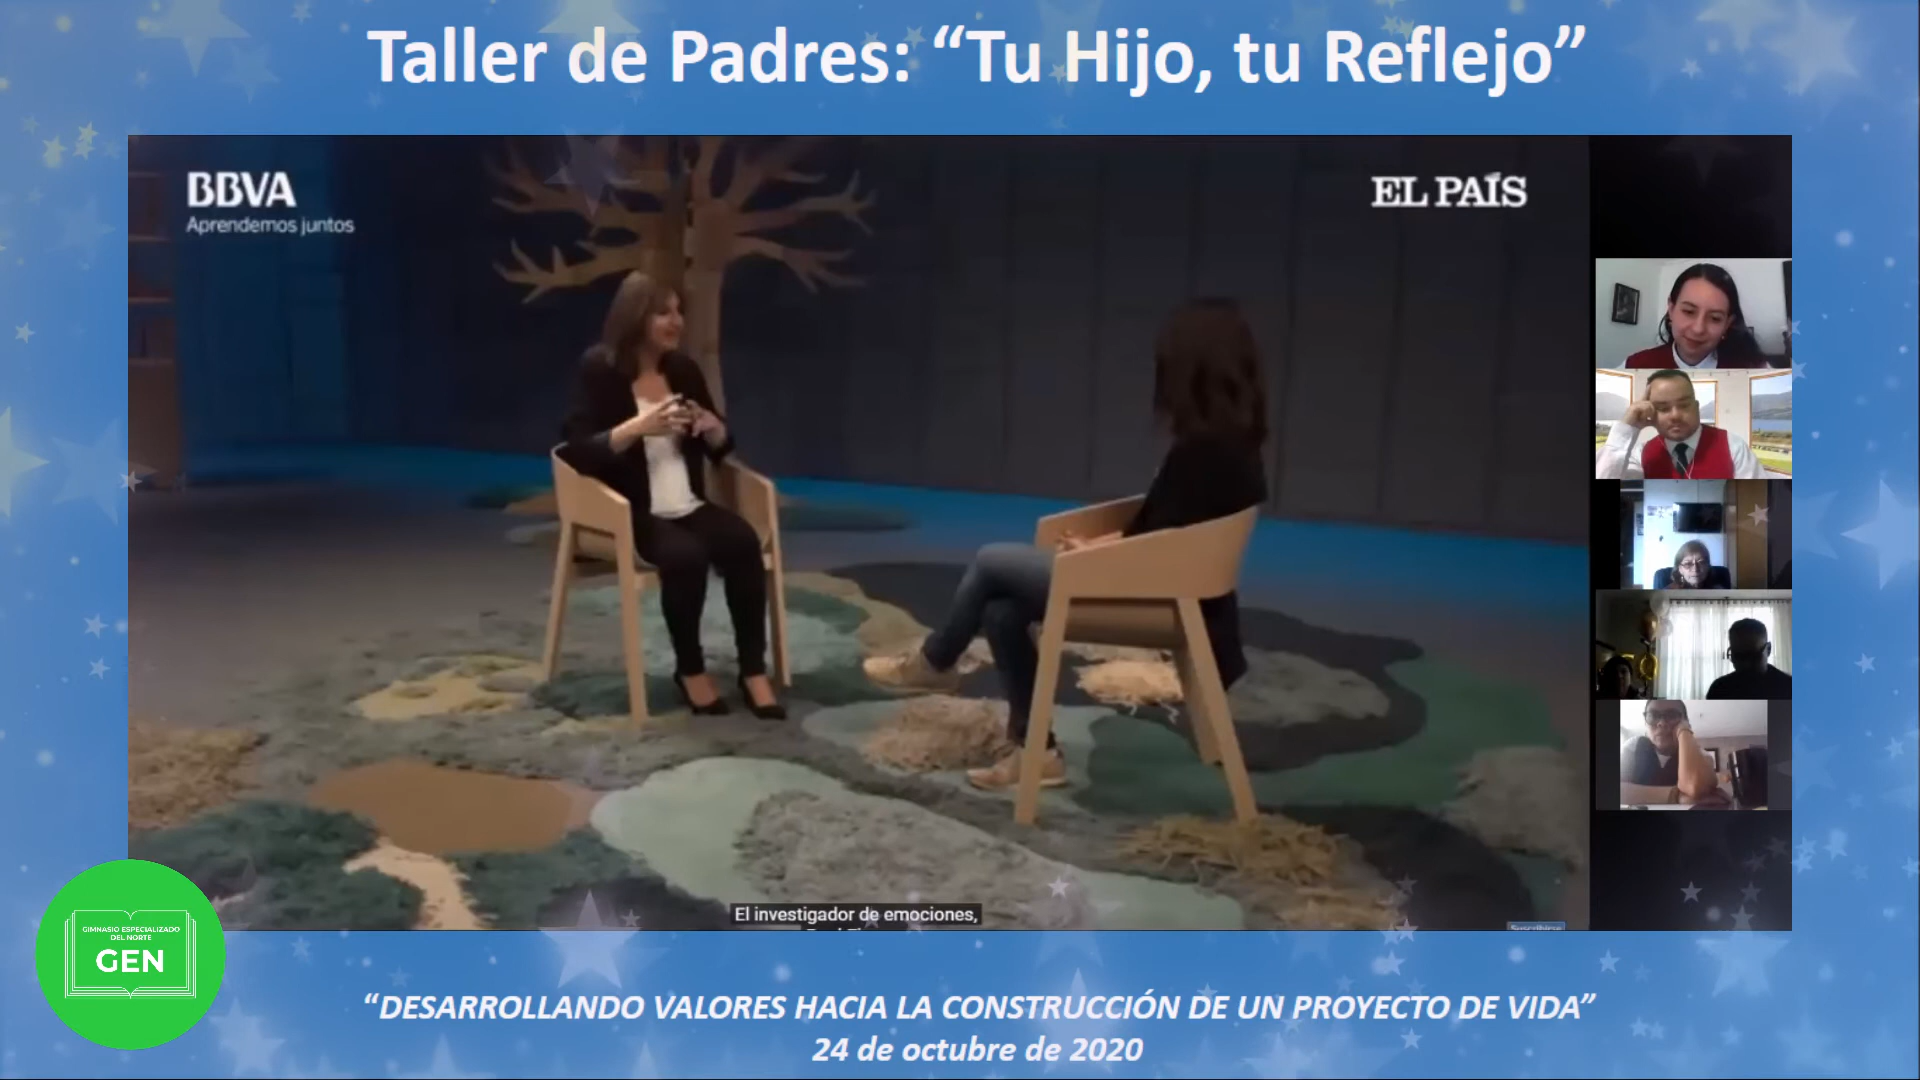 Taller de Padres: “Tu Hijo, tu Reflejo”
BBVA
Aprendemos juntos
EL PAÍS
El investigador de emociones,
GIMNASIO ESPECIALIZADO
DEL NORTE
GEN
“DESARROLLANDO VALORES HACIA LA CONSTRUCCIÓN DE UN PROYECTO DE VIDA”
24 de octubre de 2020